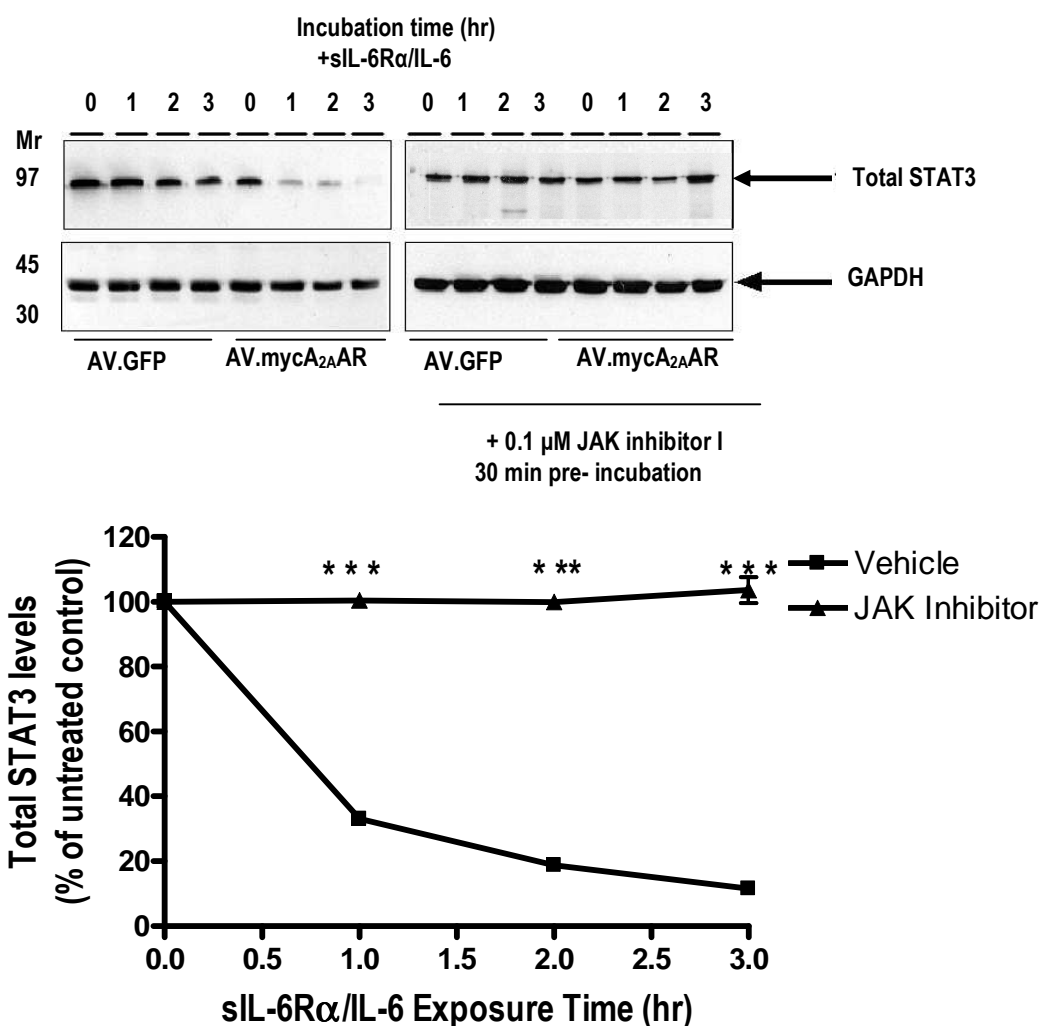 Incubation time (hr)
+sIL-6Rα/IL-6
0 1 2 3 0 1 2 3 0 1 2 3 0 1 2 3
Mr
97
Total STAT3
45
GAPDH
30
AV.GFP AV.mycA₂ₐAR AV.GFP AV.mycA₂ₐAR
+ 0.1 µM JAK inhibitor I
30 min pre- incubation
Total STAT3 levels
(% of untreated control)
120
100
80
60
40
20
0
* * *
* **
* * *
Vehicle
JAK Inhibitor
0.0 0.5 1.0 1.5 2.0 2.5 3.0
sIL-6Rα/IL-6 Exposure Time (hr)